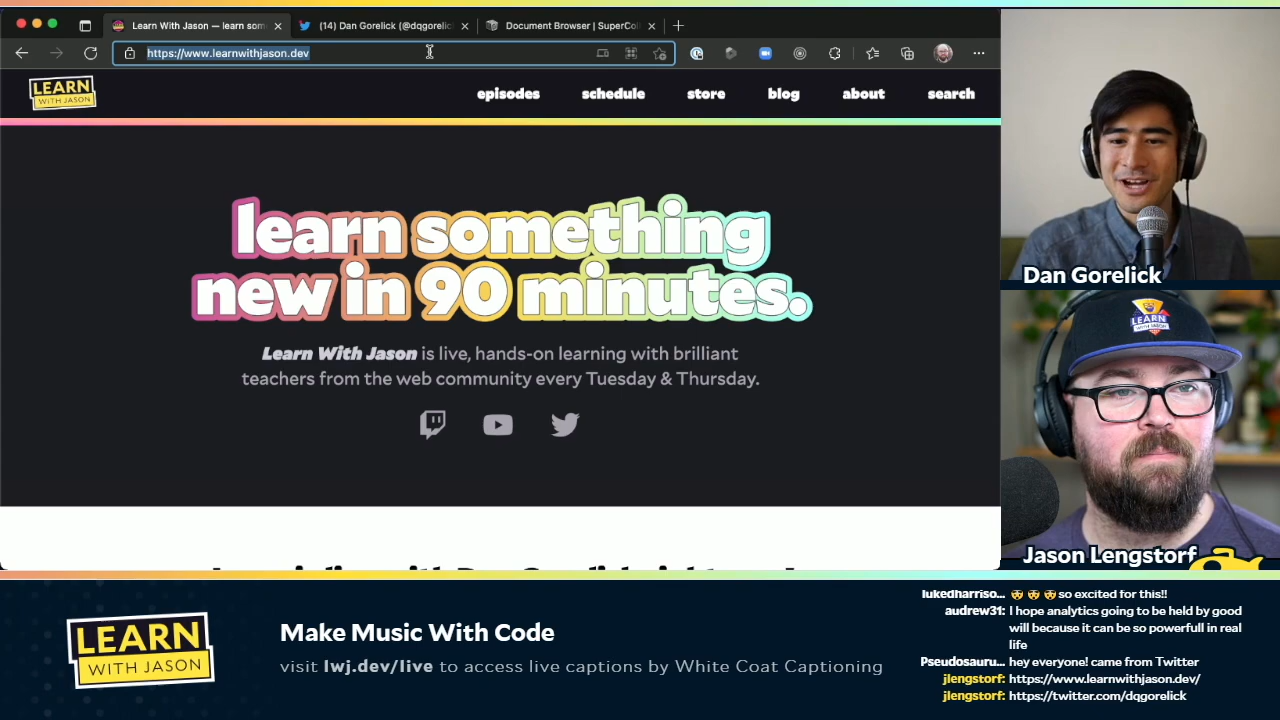 Learn With Jason — learn som
(14) Dan Gorelick (@dqgorelic
Document Browser | SuperCol
https://www.learnwithjason.dev
LEARN
WITH JASON
episodes
schedule
store
blog
about
search
learn something
new in 90 minutes.
Learn With Jason is live, hands-on learning with brilliant
teachers from the web community every Tuesday & Thursday.
Dan Gorelick
LEARN
WITH JASON
Jason Lengstorf
LEARN
WITH JASON
Make Music With Code
visit lwj.dev/live to access live captions by White Coat Captioning
lukedharriso... so excited for this!!
audrew31: I hope analytics going to be held by good
will because it can be so powerfull in real
life
Pseudosauru... hey everyone! came from Twitter
jlengstorf: https://www.learnwithjason.dev/
jlengstorf: https://twitter.com/dqgorelick